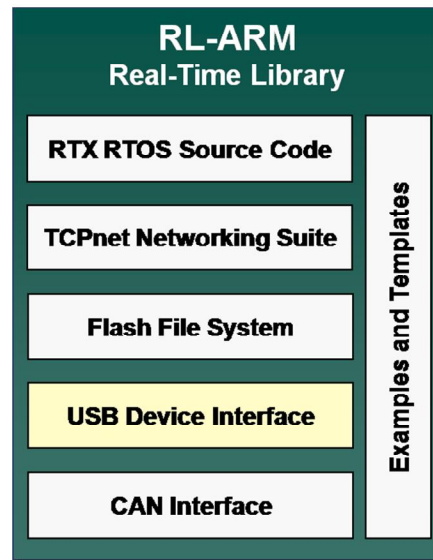 RL-ARM
Real-Time Library
RTX RTOS Source Code
TCPnet Networking Suite
Flash File System
USB Device Interface
CAN Interface
Examples and Templates